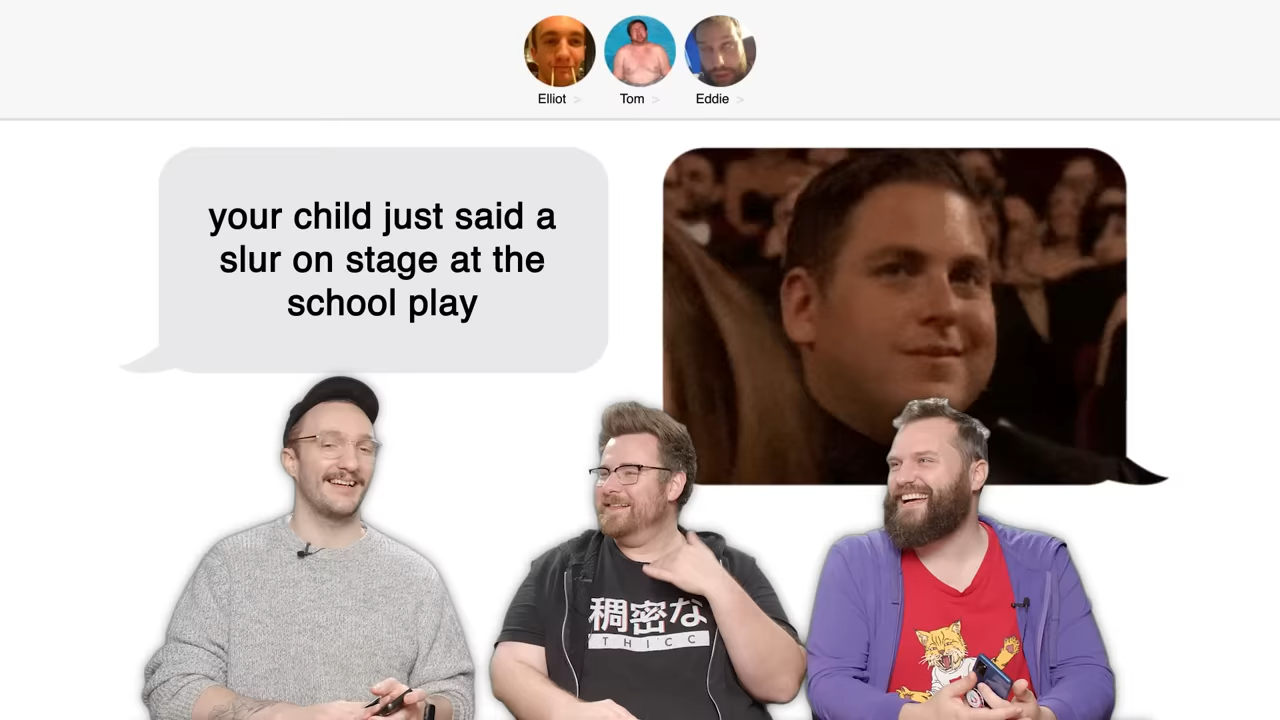 Elliot >
Tom >
Eddie >
your child just said a
slur on stage at the
school play
稠密な
THICC